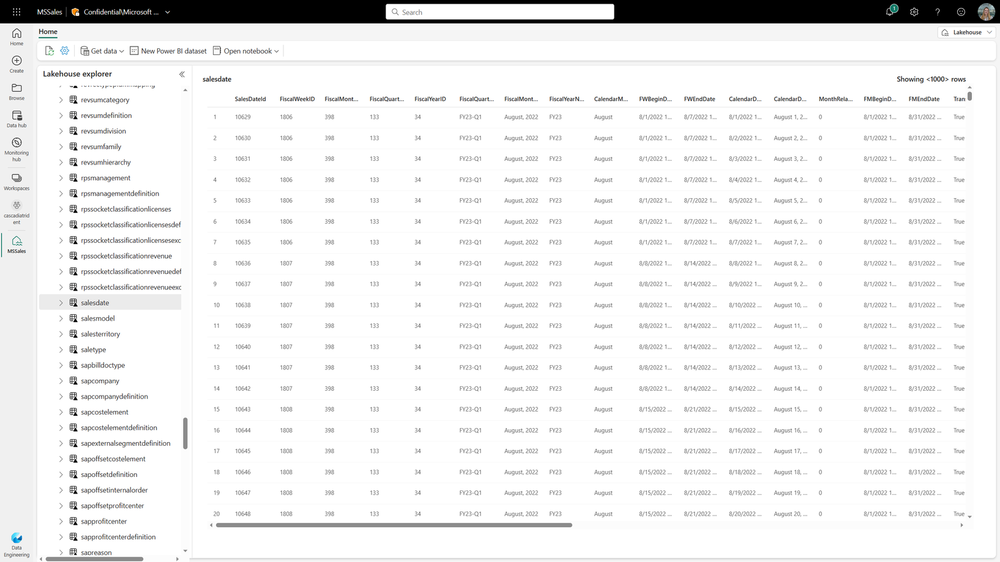 MSSales
Confidential\Microsoft ...
Search
1
Home
Lakehouse
Get data
New Power BI dataset
Open notebook
Home
Create
Browse
Data hub
Monitoring
hub
Workspaces
cascadiatrid
ent
MSSales
Data
Engineering
Lakehouse explorer
revsumcategory
revsumdefinition
revsumdivision
revsumfamily
revsumhierarchy
rpsmanagement
rpsmanagementdefinition
rpssocketclassificationlicenses
rpssocketclassificationlicensesdef
rpssocketclassificationlicensesexc
rpssocketclassificationrevenue
rpssocketclassificationrevenuedef
rpssocketclassificationrevenueexc
salesdate
salesmodel
salesterritory
saletype
sapbilldoctype
sapcompany
sapcompanydefinition
sapcostelement
sapcostelementdefinition
sapexternalsegmentdefinition
sapoffsetcostelement
sapoffsetdefinition
sapoffsetinternalorder
sapoffsetprofitcenter
sapprofitcenter
sapprofitcenterdefinition
sapreason
salesdate
Showing <1000> rows
SalesDateId FiscalWeekID FiscalMont... FiscalQuart... FiscalYearID FiscalQuart... FiscalMont... FiscalYearN... CalendarM... FWBeginD... FWEndDate CalendarD... CalendarD... MonthRela... FMBeginD... FMEndDate Tran
1 10629 1806 398 133 34 FY23-Q1 August, 2022 FY23 August 8/1/2022 1... 8/7/2022 1... 8/1/2022 1... August 1, 2... 0 8/1/2022 1... 8/31/2022 ... True
2 10630 1806 398 133 34 FY23-Q1 August, 2022 FY23 August 8/1/2022 1... 8/7/2022 1... 8/2/2022 1... August 2, 2... 0 8/1/2022 1... 8/31/2022 ... True
3 10631 1806 398 133 34 FY23-Q1 August, 2022 FY23 August 8/1/2022 1... 8/7/2022 1... 8/3/2022 1... August 3, 2... 0 8/1/2022 1... 8/31/2022 ... True
4 10632 1806 398 133 34 FY23-Q1 August, 2022 FY23 August 8/1/2022 1... 8/7/2022 1... 8/4/2022 1... August 4, 2... 0 8/1/2022 1... 8/31/2022 ... True
5 10633 1806 398 133 34 FY23-Q1 August, 2022 FY23 August 8/1/2022 1... 8/7/2022 1... 8/5/2022 1... August 5, 2... 0 8/1/2022 1... 8/31/2022 ... True
6 10634 1806 398 133 34 FY23-Q1 August, 2022 FY23 August 8/1/2022 1... 8/7/2022 1... 8/6/2022 1... August 6, 2... 0 8/1/2022 1... 8/31/2022 ... True
7 10635 1806 398 133 34 FY23-Q1 August, 2022 FY23 August 8/1/2022 1... 8/7/2022 1... 8/7/2022 1... August 7, 2... 0 8/1/2022 1... 8/31/2022 ... True
8 10636 1807 398 133 34 FY23-Q1 August, 2022 FY23 August 8/8/2022 1... 8/14/2022 ... 8/8/2022 1... August 8, 2... 0 8/1/2022 1... 8/31/2022 ... True
9 10637 1807 398 133 34 FY23-Q1 August, 2022 FY23 August 8/8/2022 1... 8/14/2022 ... 8/9/2022 1... August 9, 2... 0 8/1/2022 1... 8/31/2022 ... True
10 10638 1807 398 133 34 FY23-Q1 August, 2022 FY23 August 8/8/2022 1... 8/14/2022 ... 8/10/2022 ... August 10, ... 0 8/1/2022 1... 8/31/2022 ... True
11 10639 1807 398 133 34 FY23-Q1 August, 2022 FY23 August 8/8/2022 1... 8/14/2022 ... 8/11/2022 ... August 11, ... 0 8/1/2022 1... 8/31/2022 ... True
12 10640 1807 398 133 34 FY23-Q1 August, 2022 FY23 August 8/8/2022 1... 8/14/2022 ... 8/12/2022 ... August 12, ... 0 8/1/2022 1... 8/31/2022 ... True
13 10641 1807 398 133 34 FY23-Q1 August, 2022 FY23 August 8/8/2022 1... 8/14/2022 ... 8/13/2022 ... August 13, ... 0 8/1/2022 1... 8/31/2022 ... True
14 10642 1807 398 133 34 FY23-Q1 August, 2022 FY23 August 8/8/2022 1... 8/14/2022 ... 8/14/2022 ... August 14, ... 0 8/1/2022 1... 8/31/2022 ... True
15 10643 1808 398 133 34 FY23-Q1 August, 2022 FY23 August 8/15/2022 ... 8/21/2022 ... 8/15/2022 ... August 15, ... 0 8/1/2022 1... 8/31/2022 ... True
16 10644 1808 398 133 34 FY23-Q1 August, 2022 FY23 August 8/15/2022 ... 8/21/2022 ... 8/16/2022 ... August 16, ... 0 8/1/2022 1... 8/31/2022 ... True
17 10645 1808 398 133 34 FY23-Q1 August, 2022 FY23 August 8/15/2022 ... 8/21/2022 ... 8/17/2022 ... August 17, ... 0 8/1/2022 1... 8/31/2022 ... True
18 10646 1808 398 133 34 FY23-Q1 August, 2022 FY23 August 8/15/2022 ... 8/21/2022 ... 8/18/2022 ... August 18, ... 0 8/1/2022 1... 8/31/2022 ... True
19 10647 1808 398 133 34 FY23-Q1 August, 2022 FY23 August 8/15/2022 ... 8/21/2022 ... 8/19/2022 ... August 19, ... 0 8/1/2022 1... 8/31/2022 ... True
20 10648 1808 398 133 34 FY23-Q1 August, 2022 FY23 August 8/15/2022 ... 8/21/2022 ... 8/20/2022 ... August 20, ... 0 8/1/2022 1... 8/31/2022 ... True